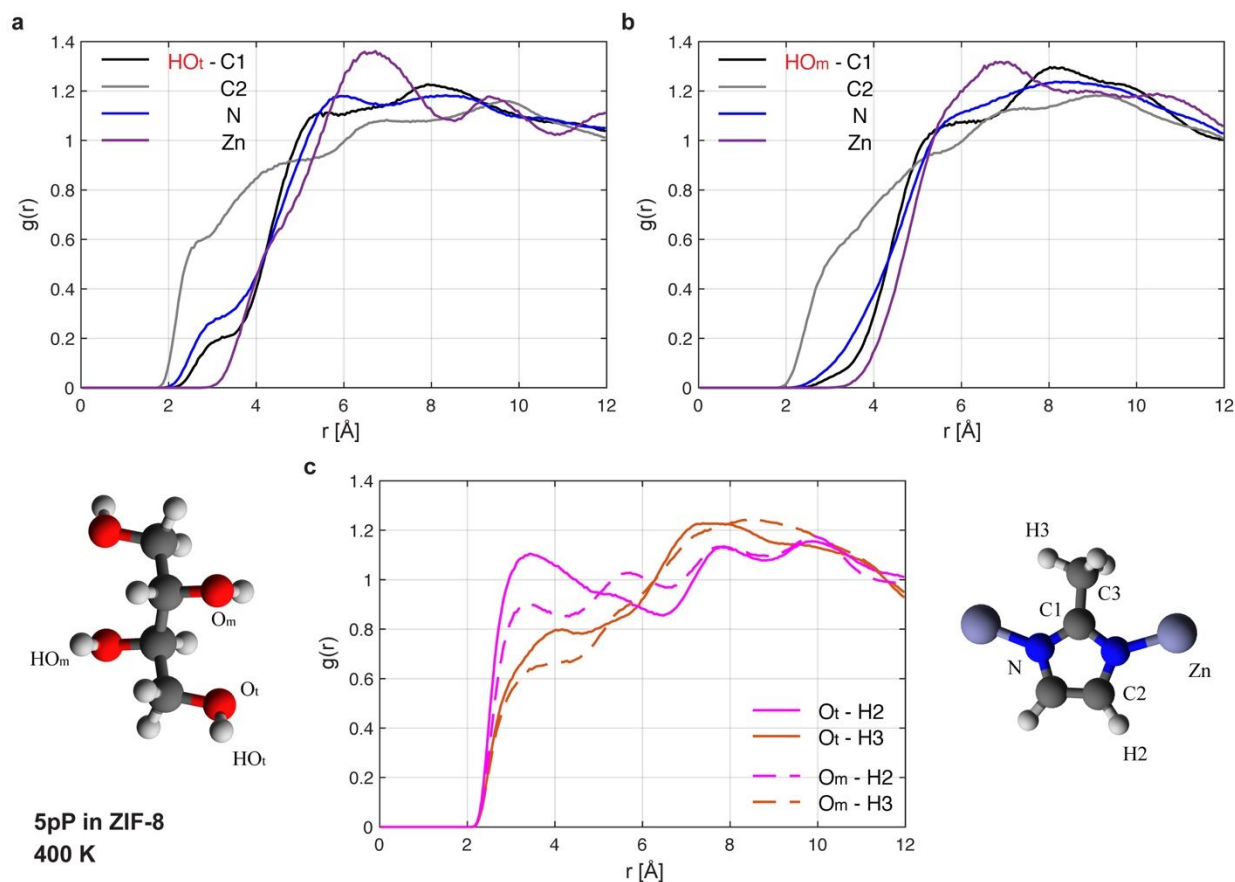 a
1.4
1.2
1
0.8
0.6
0.4
0.2
0
g(r)
HOt - C1
C2
N
Zn
0 2 4 6 8 10 12
r [Å]
b
1.4
1.2
1
0.8
0.6
0.4
0.2
0
g(r)
HOm - C1
C2
N
Zn
0 2 4 6 8 10 12
r [Å]
Om
HOm
Ot
HOt
5pP in ZIF-8
400 K
c
1.4
1.2
1
0.8
0.6
0.4
0.2
0
g(r)
Ot - H2
Ot - H3
Om - H2
Om - H3
0 2 4 6 8 10 12
r [Å]
H3
C3
C1
N
Zn
C2
H2